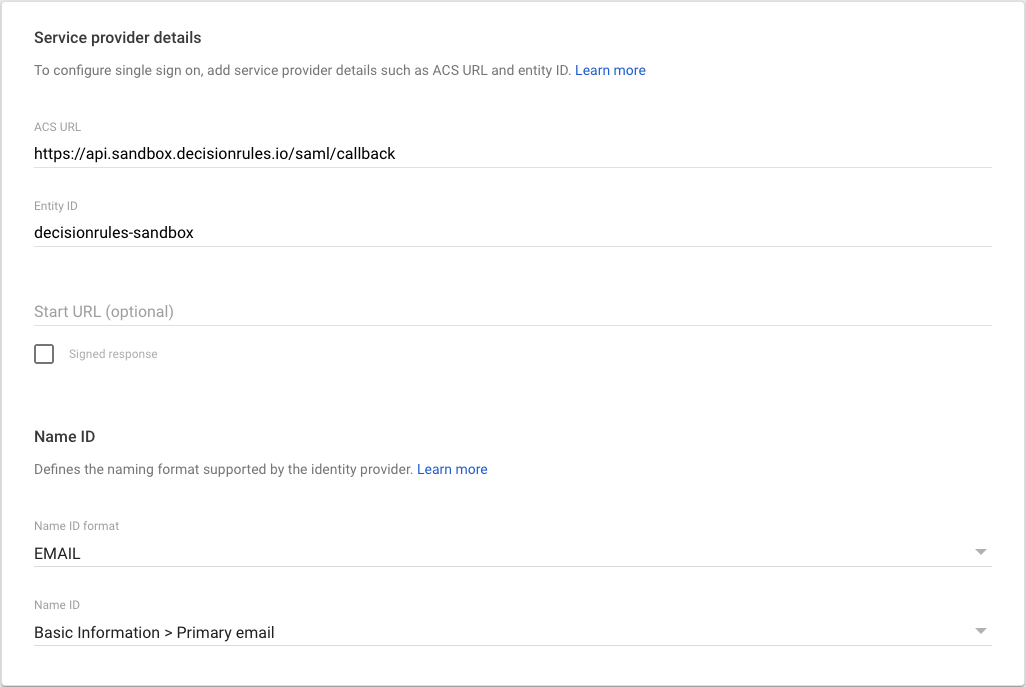 Service provider details
To configure single sign on, add service provider details such as ACS URL and entity ID. Learn more
ACS URL
https://api.sandbox.decisionrules.io/saml/callback
Entity ID
decisionrules-sandbox
Start URL (optional)
Signed response
Name ID
Defines the naming format supported by the identity provider. Learn more
Name ID format
EMAIL
Name ID
Basic Information > Primary email